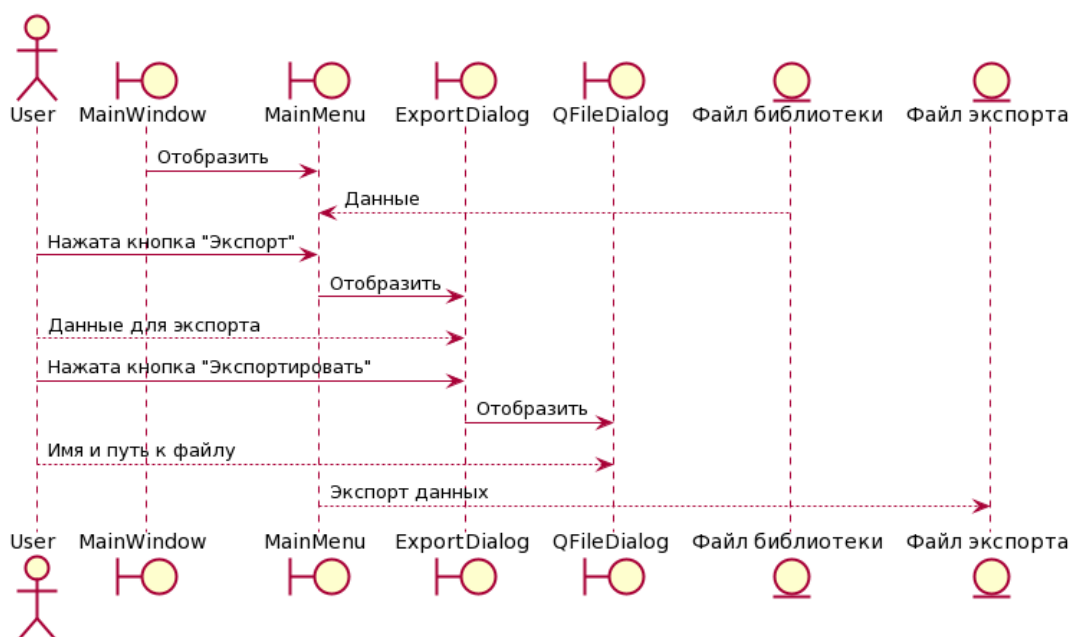 User MainWindow MainMenu ExportDialog QFileDialog Файл библиотеки Файл экспорта
Отобразить
Данные
Нажата кнопка "Экспорт"
Отобразить
Данные для экспорта
Нажата кнопка "Экспортировать"
Отобразить
Имя и путь к файлу
Экспорт данных
User MainWindow MainMenu ExportDialog QFileDialog Файл библиотеки Файл экспорта